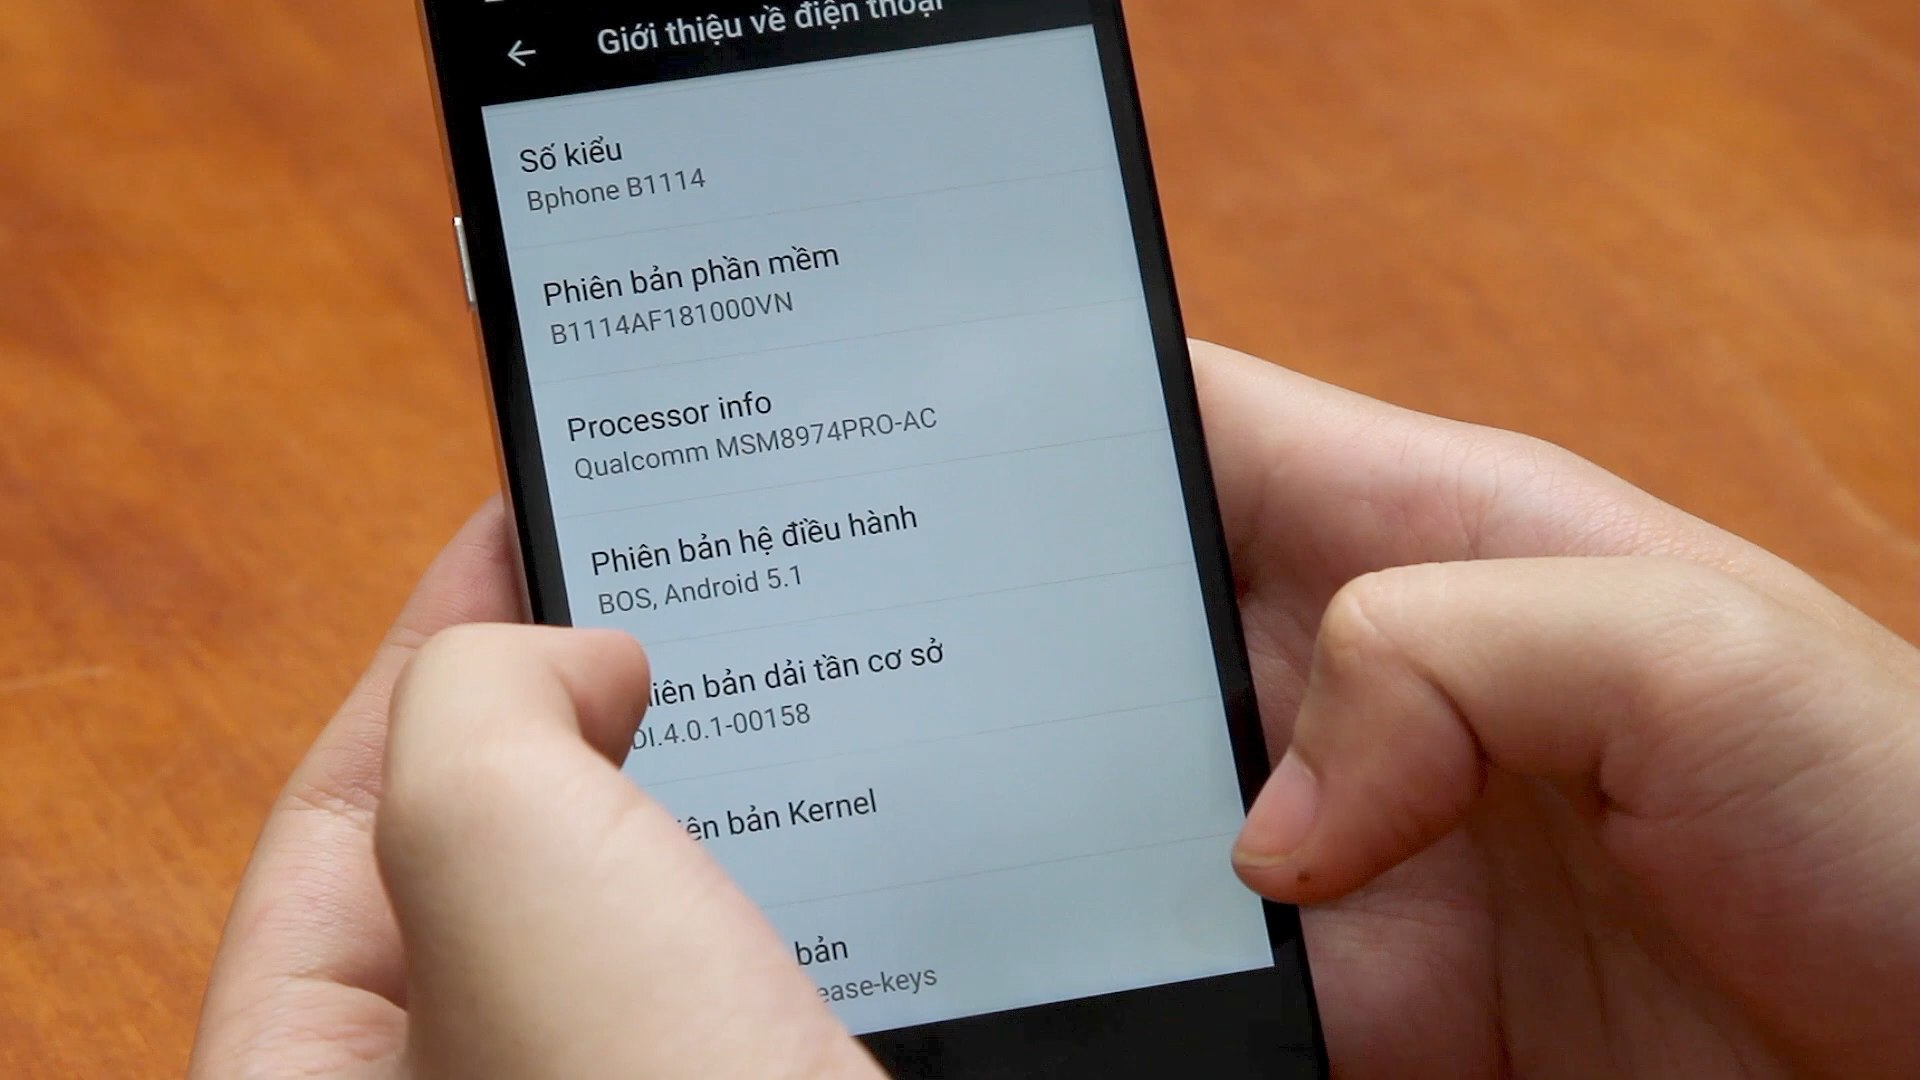 Giới thiệu về điện thoại
Số kiểu
Bphone B1114
Phiên bản phần mềm
B1114AF181000VN
Processor info
Qualcomm MSM8974PRO-AC
Phiên bản hệ điều hành
BOS, Android 5.1
bản dải tần cơ sở
DI.4.0.1-00158
bản Kernel
bản
ease-keys